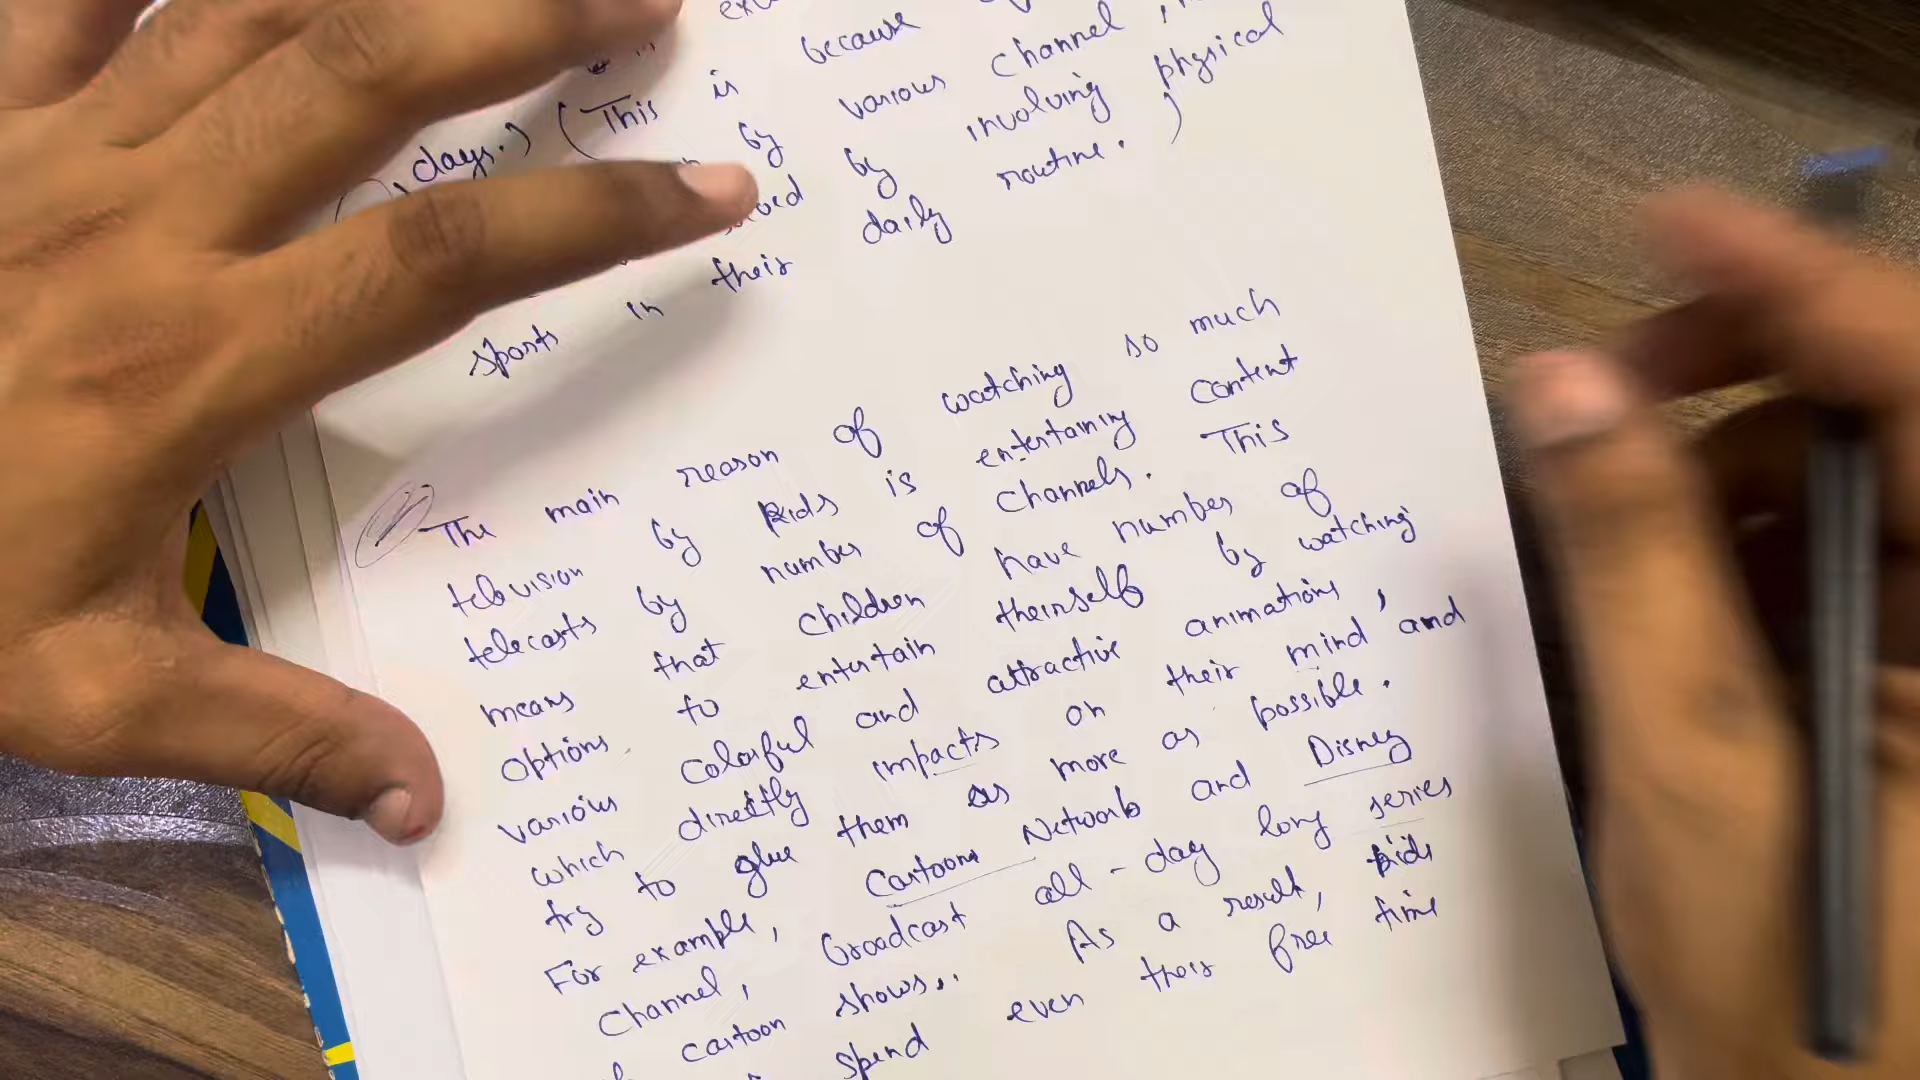 is because
days.) (This by various channel,
by involving physical
sports in their daily routine.)
The main reason of watching so much
television by kids is entertaining content
telecasts by number of channels. This
means that children have number of
options to entertain theirself by watching
various colorful and attractive animations,
which directly impacts on their mind and
try to glue them as more as possible.
For example, Cartoon Network and Disney
Channel, broadcast all-day long series
of cartoon shows.. As a result, kids
spend even their free time